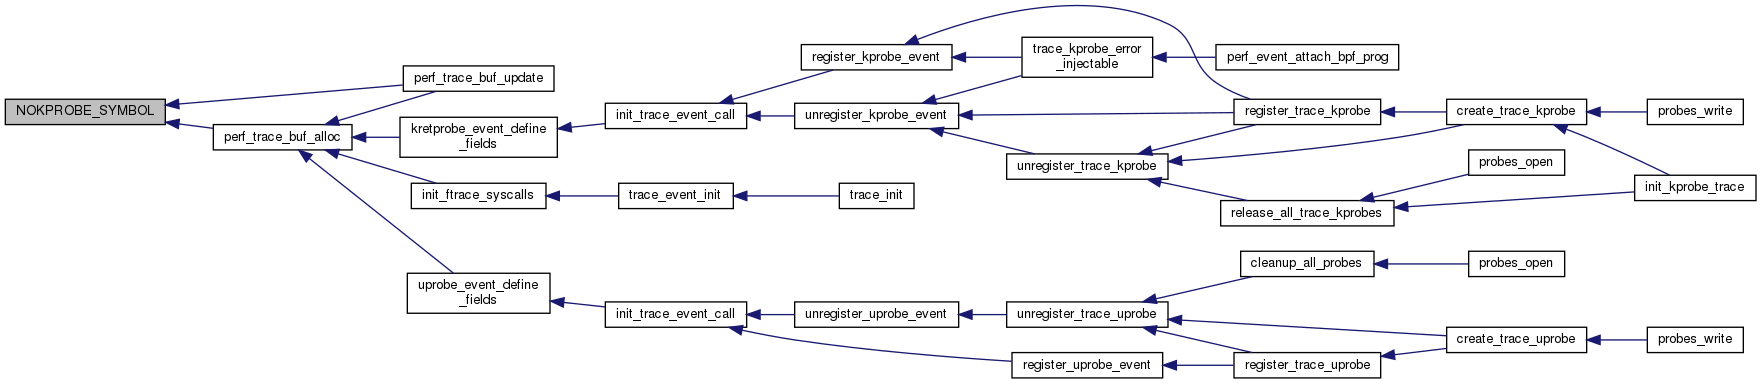 NOKPROBE_SYMBOL
perf_trace_buf_update
perf_trace_buf_alloc
kretprobe_event_define
_fields
init_ftrace_syscalls
uprobe_event_define
_fields
init_trace_event_call
trace_event_init
trace_init
init_trace_event_call
register_kprobe_event
unregister_kprobe_event
unregister_uprobe_event
trace_kprobe_error
_injectable
unregister_trace_kprobe
unregister_trace_uprobe
register_uprobe_event
perf_event_attach_bpf_prog
register_trace_kprobe
release_all_trace_kprobes
cleanup_all_probes
register_trace_uprobe
create_trace_kprobe
probes_open
probes_open
create_trace_uprobe
probes_write
init_kprobe_trace
probes_write